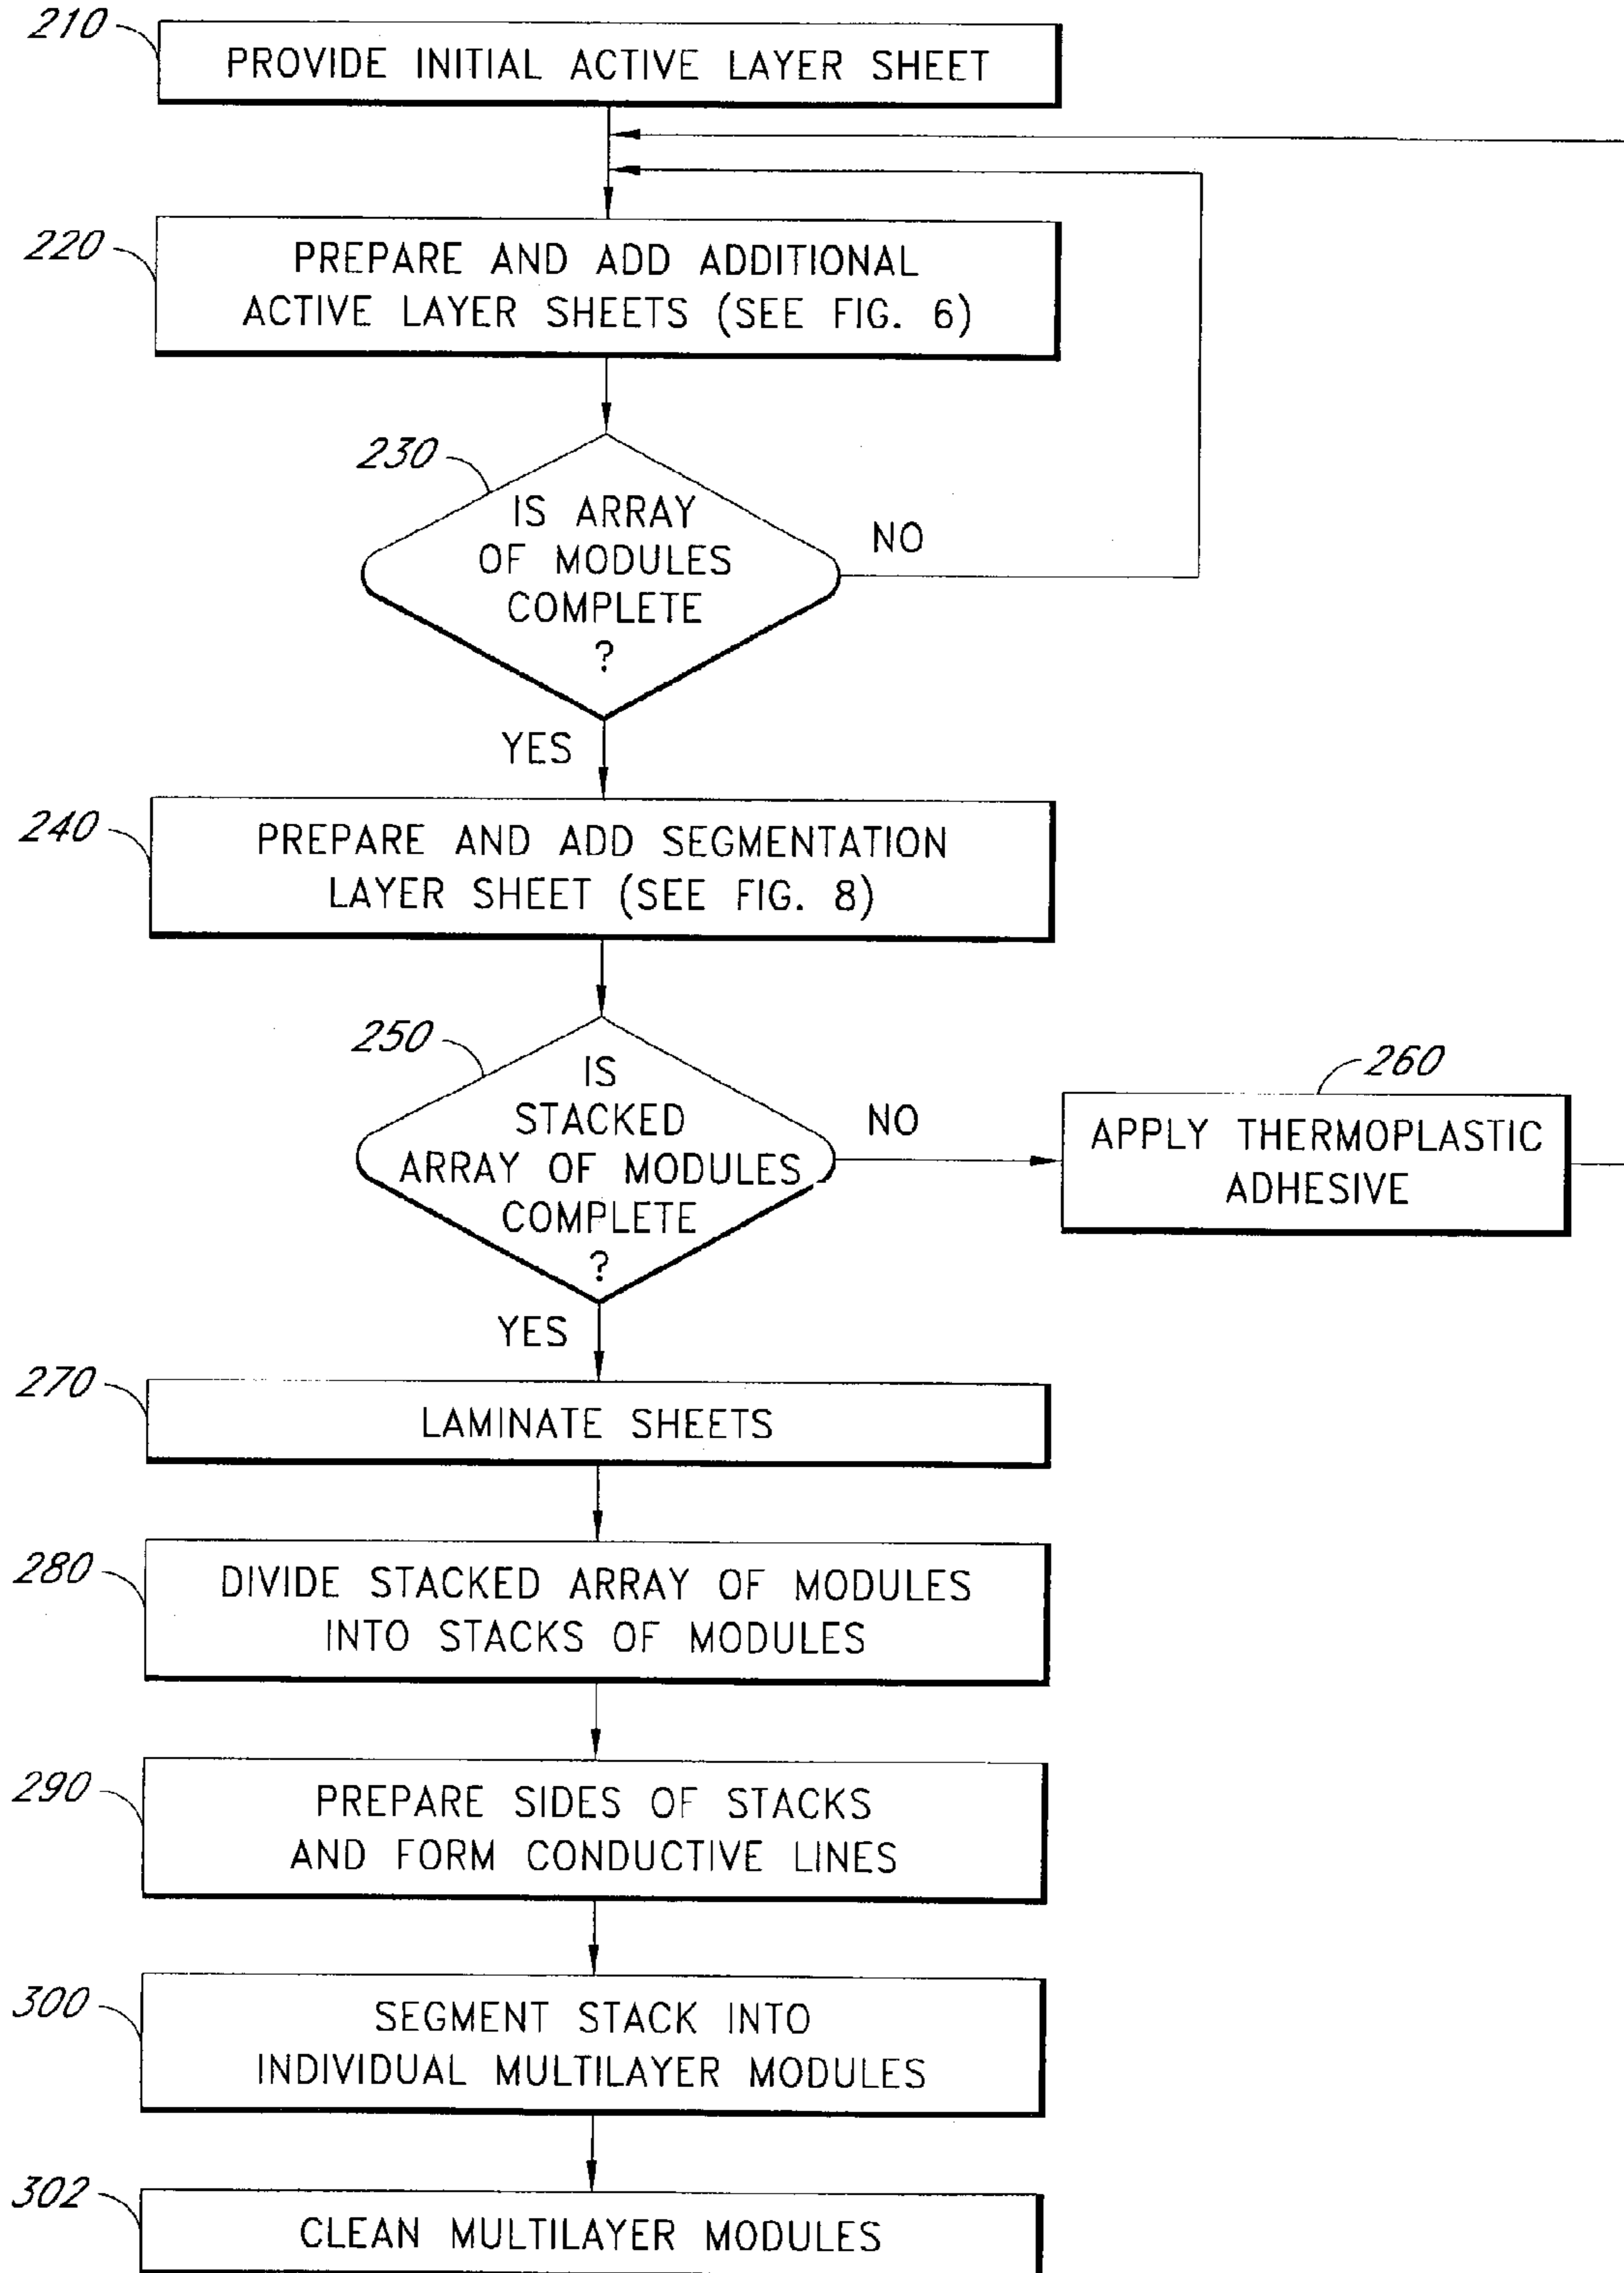 210
PROVIDE INITIAL ACTIVE LAYER SHEET
220
PREPARE AND ADD ADDITIONAL
ACTIVE LAYER SHEETS (SEE FIG. 6)
230
IS ARRAY
OF MODULES
COMPLETE
?
NO
YES
240
PREPARE AND ADD SEGMENTATION
LAYER SHEET (SEE FIG. 8)
250
IS
STACKED
ARRAY OF MODULES
COMPLETE
?
NO
260
APPLY THERMOPLASTIC
ADHESIVE
YES
270
LAMINATE SHEETS
280
DIVIDE STACKED ARRAY OF MODULES
INTO STACKS OF MODULES
290
PREPARE SIDES OF STACKS
AND FORM CONDUCTIVE LINES
300
SEGMENT STACK INTO
INDIVIDUAL MULTILAYER MODULES
302
CLEAN MULTILAYER MODULES